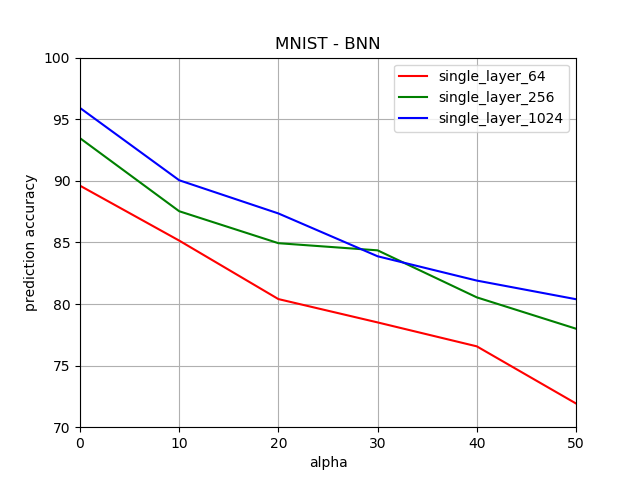 MNIST - BNN
single_layer_64
single_layer_256
single_layer_1024
prediction accuracy
100
95
90
85
80
75
70
0 10 20 30 40 50
alpha